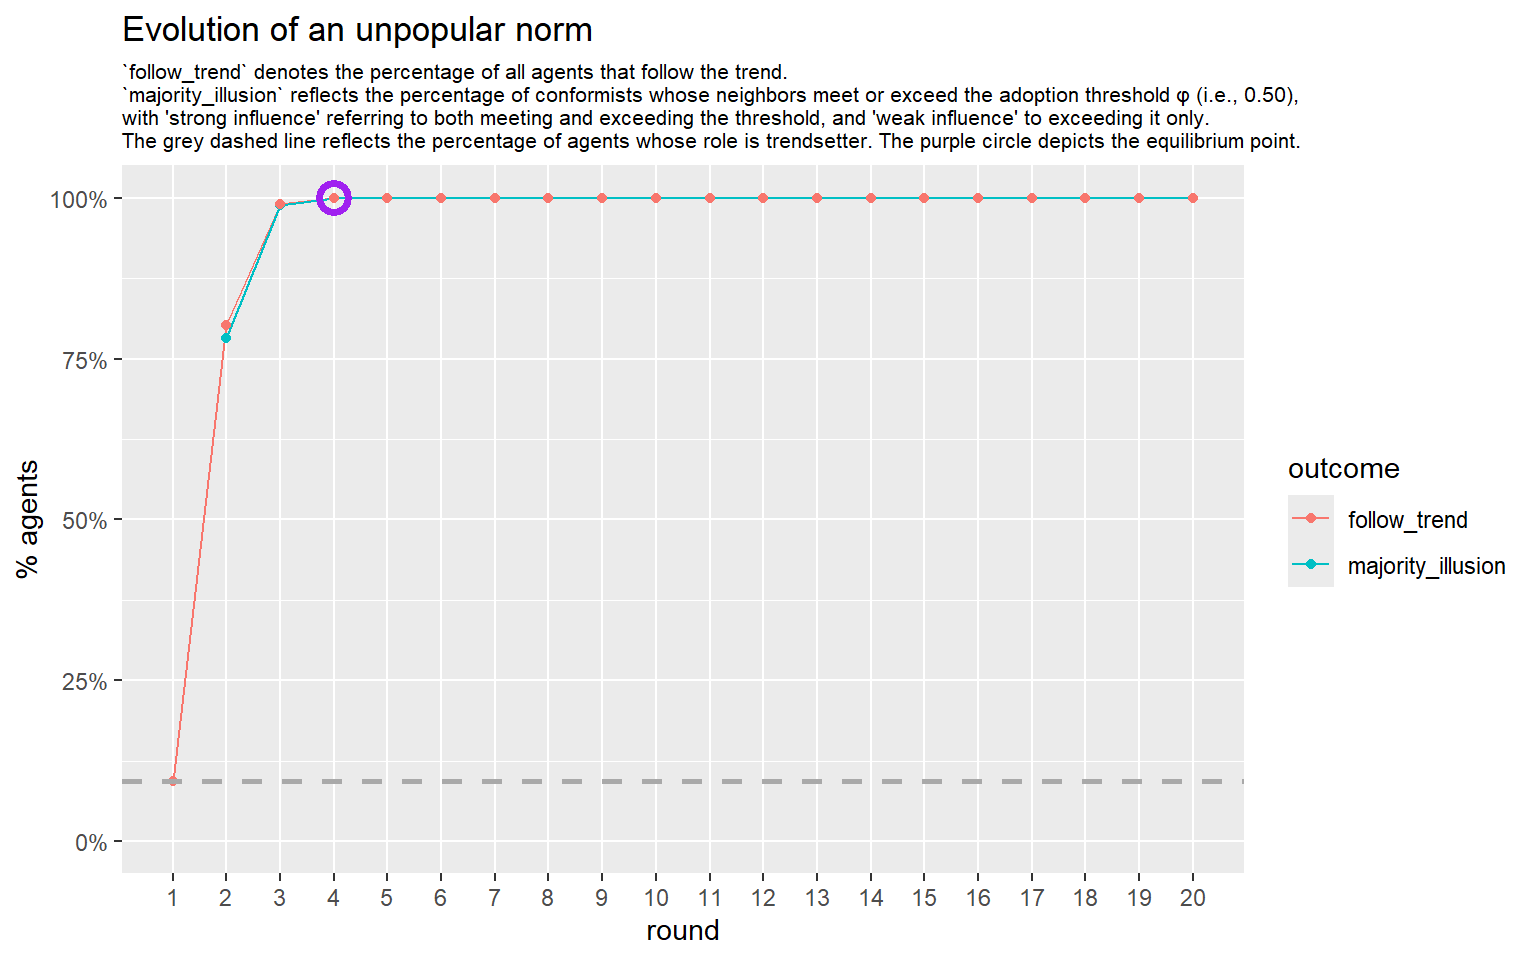 Evolution of an unpopular norm
`follow_trend` denotes the percentage of all agents that follow the trend.
`majority_illusion` reflects the percentage of conformists whose neighbors meet or exceed the adoption threshold φ (i.e., 0.50),
with 'strong influence' referring to both meeting and exceeding the threshold, and 'weak influence' to exceeding it only.
The grey dashed line reflects the percentage of agents whose role is trendsetter. The purple circle depicts the equilibrium point.
100%
75%
50%
25%
0%
% agents
1 2 3 4 5 6 7 8 9 10 11 12 13 14 15 16 17 18 19 20
round
outcome
follow_trend
majority_illusion